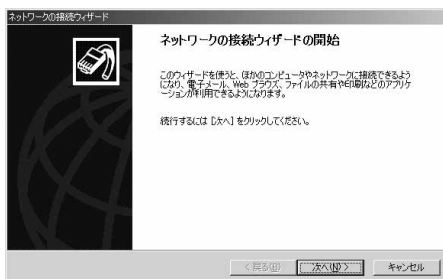 ネットワークの接続ウィザード
ネットワークの接続ウィザードの開始
このウィザードを使うと、ほかのコンピュータやネットワークに接続できるよう
になり、電子メール、Web ブラウズ、ファイルの共有や印刷などのアプリケ
ーションが利用できるようになります。
続行するには [次へ] をクリックしてください。
< 戻る(B) 次へ(N) > キャンセル